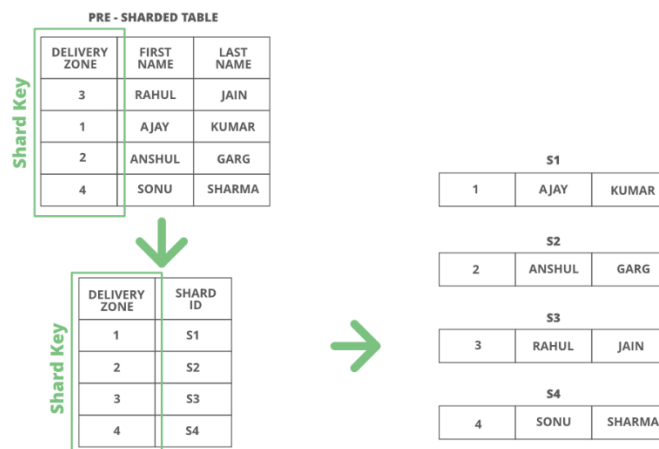 PRE - SHARDED TABLE
Shard Key
DELIVERY ZONE FIRST NAME LAST NAME
3 RAHUL JAIN
1 AJAY KUMAR
2 ANSHUL GARG
4 SONU SHARMA
Shard Key
DELIVERY ZONE SHARD ID
1 S1
2 S2
3 S3
4 S4
S1
1 AJAY KUMAR
S2
2 ANSHUL GARG
S3
3 RAHUL JAIN
S4
4 SONU SHARMA